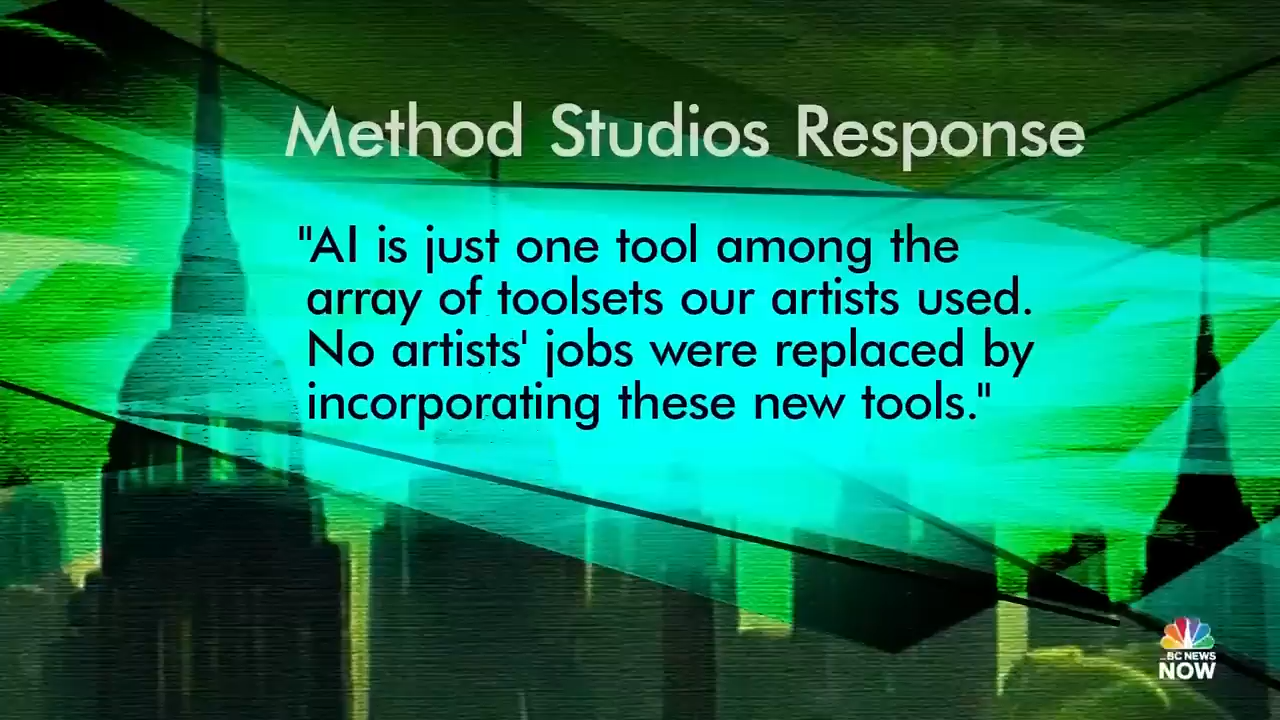 Method Studios Response
"AI is just one tool among the
array of toolsets our artists used.
No artists' jobs were replaced by
incorporating these new tools."
BC NEWS
NOW